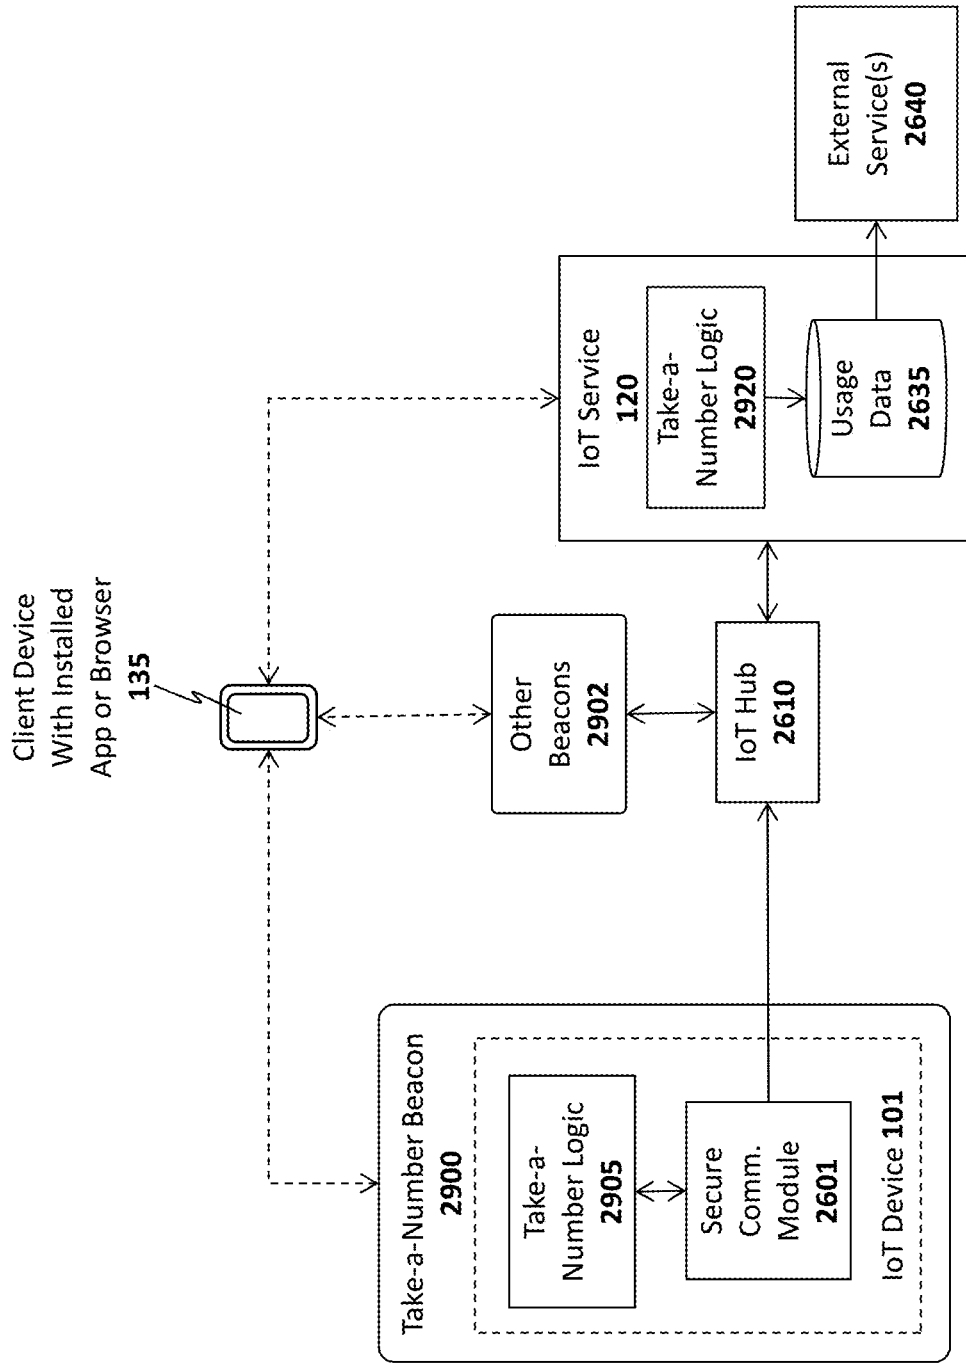 Client Device
With Installed
App or Browser
135
Take-a-Number Beacon
2900
Take-a-
Number Logic
2905
Secure
Comm.
Module
2601
IoT Device 101
Other
Beacons
2902
IoT Hub
2610
IoT Service
120
Take-a-
Number Logic
2920
Usage
Data
2635
External
Service(s)
2640